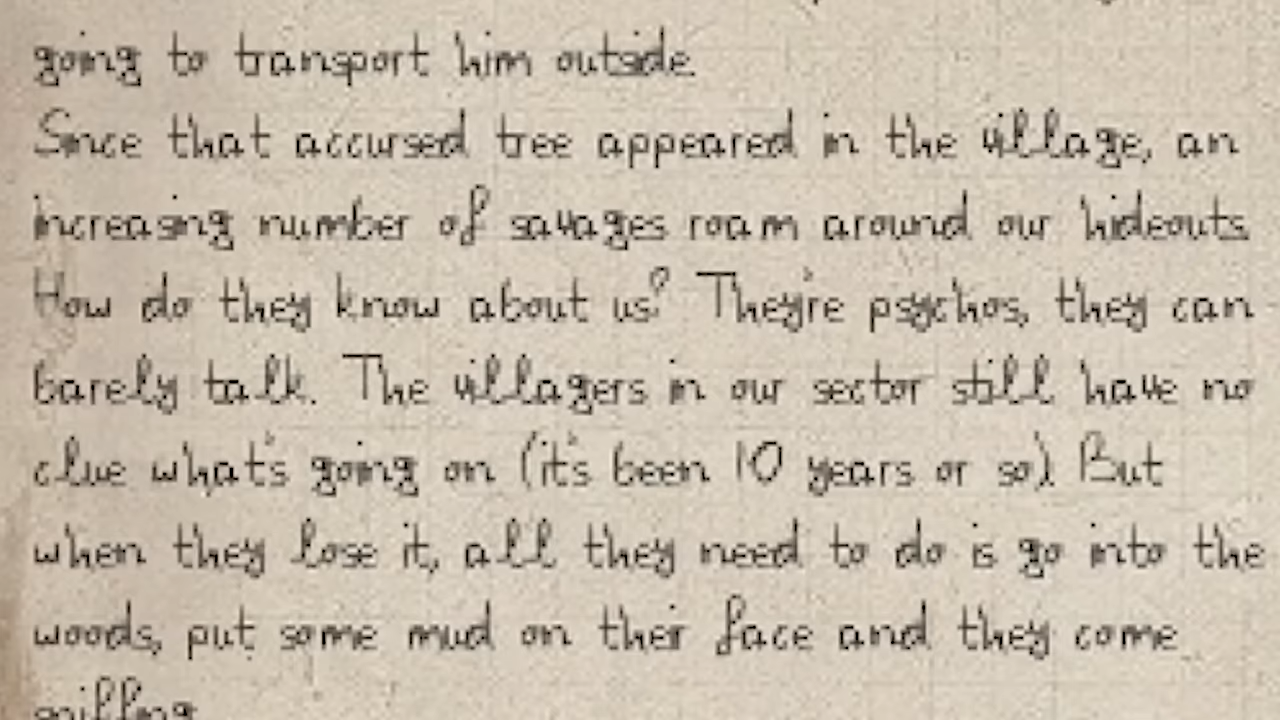 going to transport him outside.
Since that accursed tree appeared in the village, an
increasing number of savages roam around our hideouts.
How do they know about us? They're psychos, they can
barely talk. The villagers in our sector still have no
clue what's going on (it's been 10 years or so). But
when they lose it, all they need to do is go into the
woods, put some mud on their face and they come